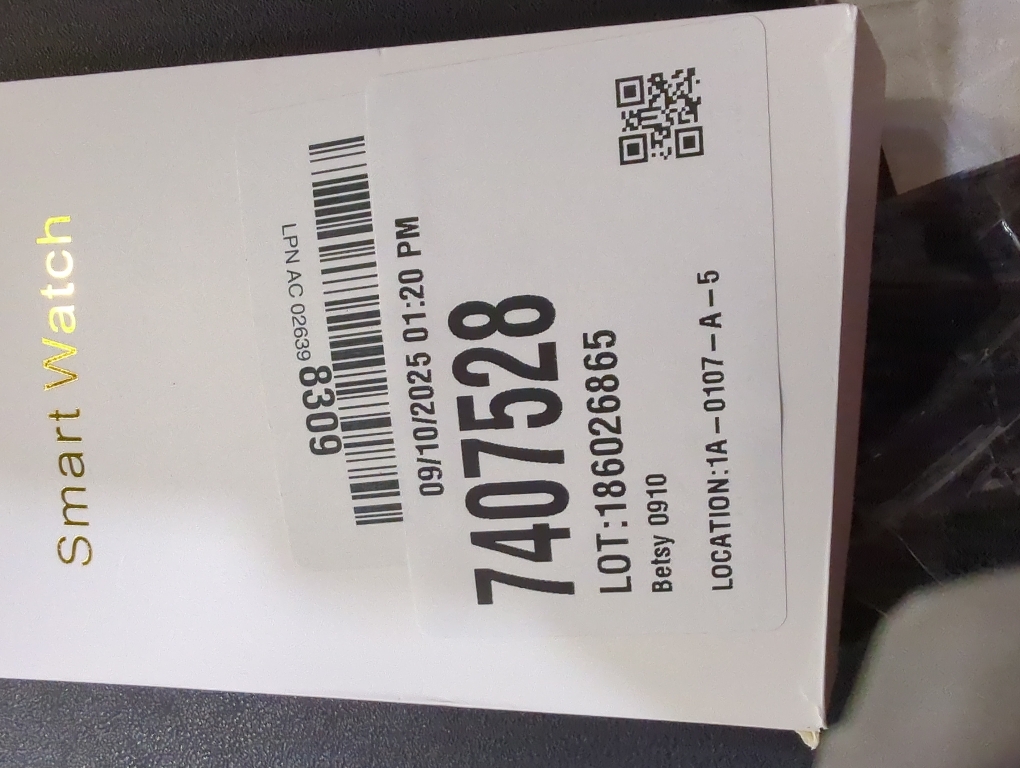 Smart Watch
LPN AC 02639 8309
09/10/2025 01:20 PM
7407528
LOT:186026865
Betsy 0910
LOCATION:1A-0107-A-5